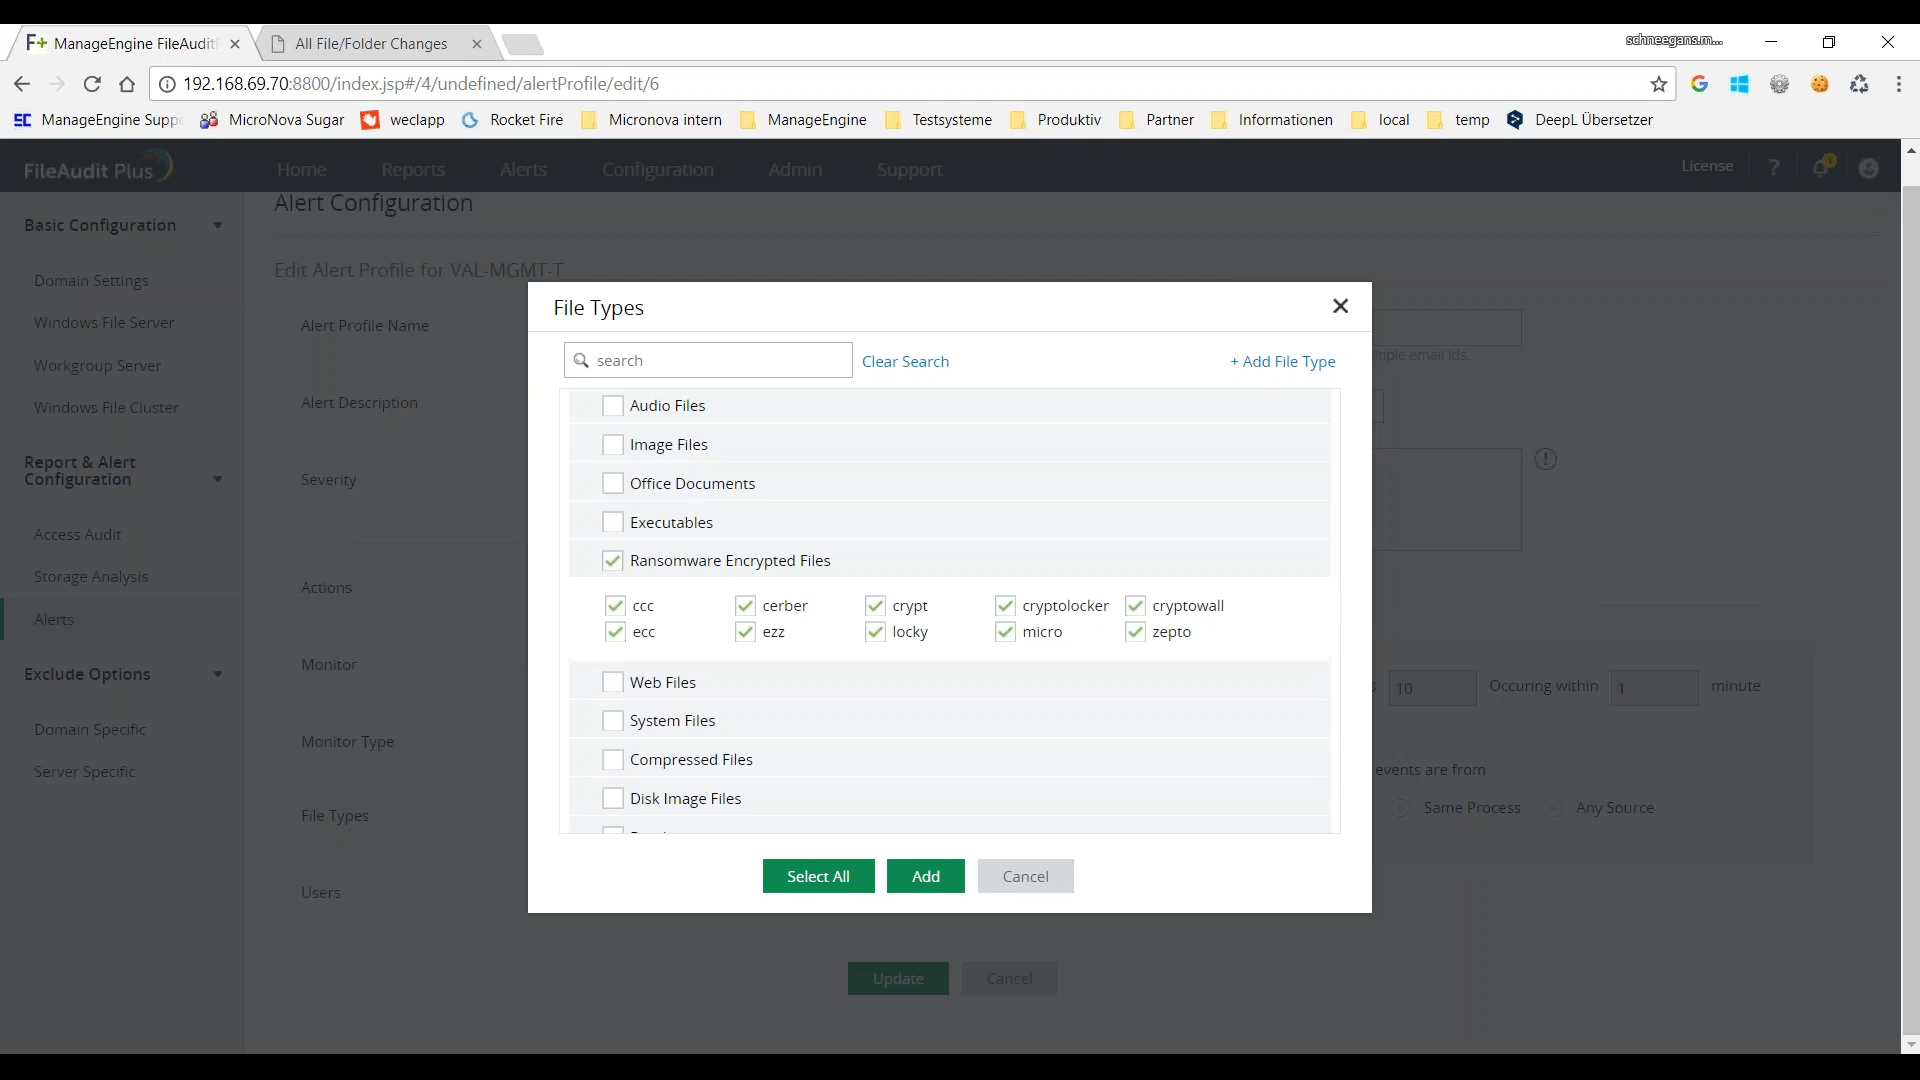 ManageEngine FileAuditP
All File/Folder Changes
schneegans.m...
192.168.69.70:8800/index.jsp#/4/undefined/alertProfile/edit/6
ManageEngine Suppo
MicroNova Sugar
weclapp
Rocket Fire
Micronova intern
ManageEngine
Testsysteme
Produktiv
Partner
Informationen
local
temp
DeepL Übersetzer
FileAudit Plus
Home
Reports
Alerts
Configuration
Admin
Support
License
?
1
Alert Configuration
Basic Configuration
Domain Settings
Windows File Server
Workgroup Server
Windows File Cluster
Report & Alert
Configuration
Access Audit
Storage Analysis
Alerts
Exclude Options
Domain Specific
Server Specific
Edit Alert Profile for VAL-MGMT-T
Alert Profile Name
Alert Description
Severity
Actions
Monitor
Monitor Type
File Types
Users
File Types
search
Clear Search
+ Add File Type
Audio Files
Image Files
Office Documents
Executables
Ransomware Encrypted Files
ccc cerber crypt cryptolocker cryptowall
ecc ezz locky micro zepto
Web Files
System Files
Compressed Files
Disk Image Files
Select All
Add
Cancel
tiple email ids.
10 Occuring within 1 minute
events are from
Same Process
Any Source
Update
Cancel